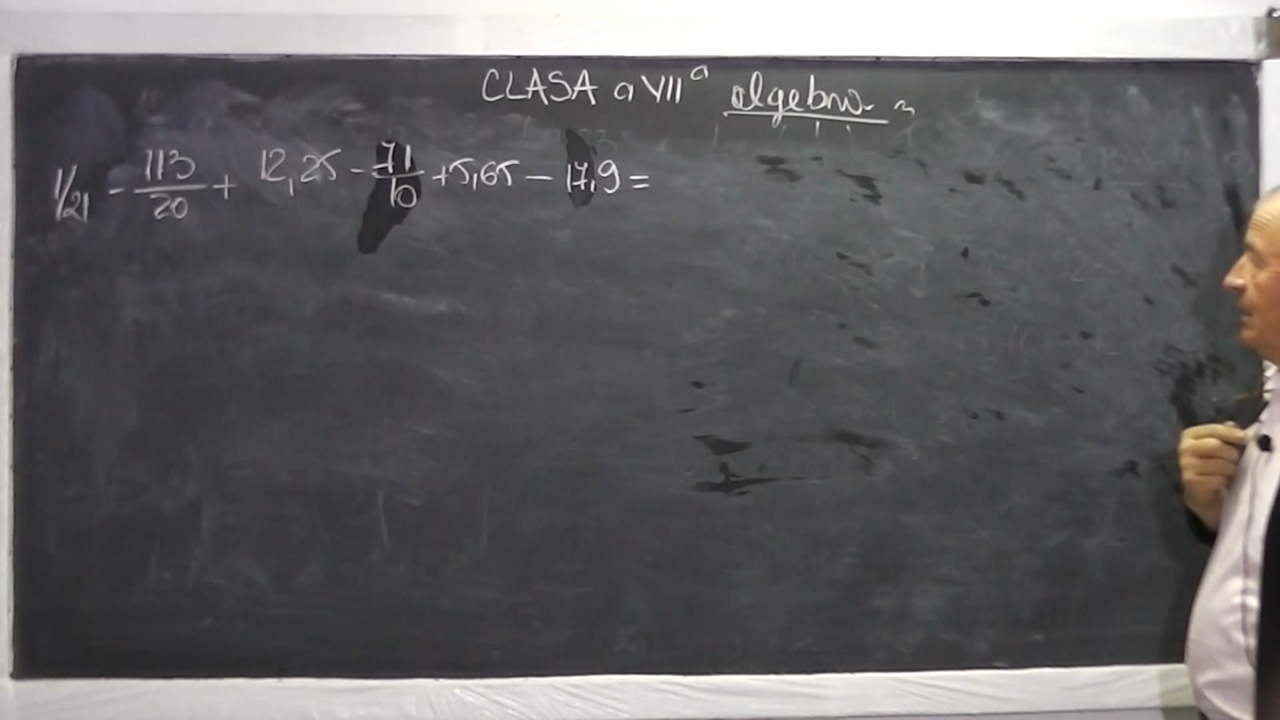 CLASA a VII a algebra
1/21 - 113/20 + 12,25 - 71/10 + 5,65 - 17,9 =